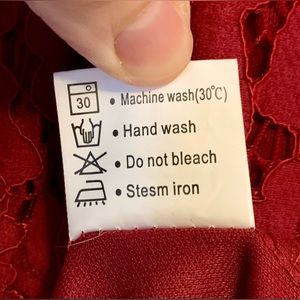 30 • Machine wash(30℃)
• Hand wash
• Do not bleach
• Stesm iron